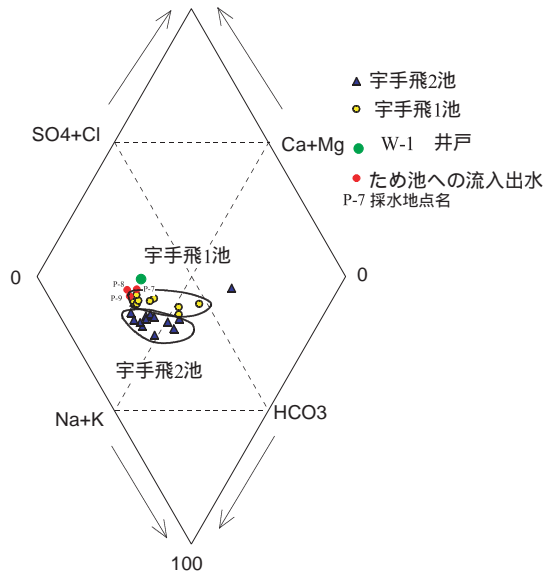 宇手飛2池
宇手飛1池
W-1 井戸
ため池への流入出水
P-7 採水地点名
SO4+Cl
Ca+Mg
宇手飛1池
0
0
P-8
P-7
P-9
宇手飛2池
Na+K
HCO3
100